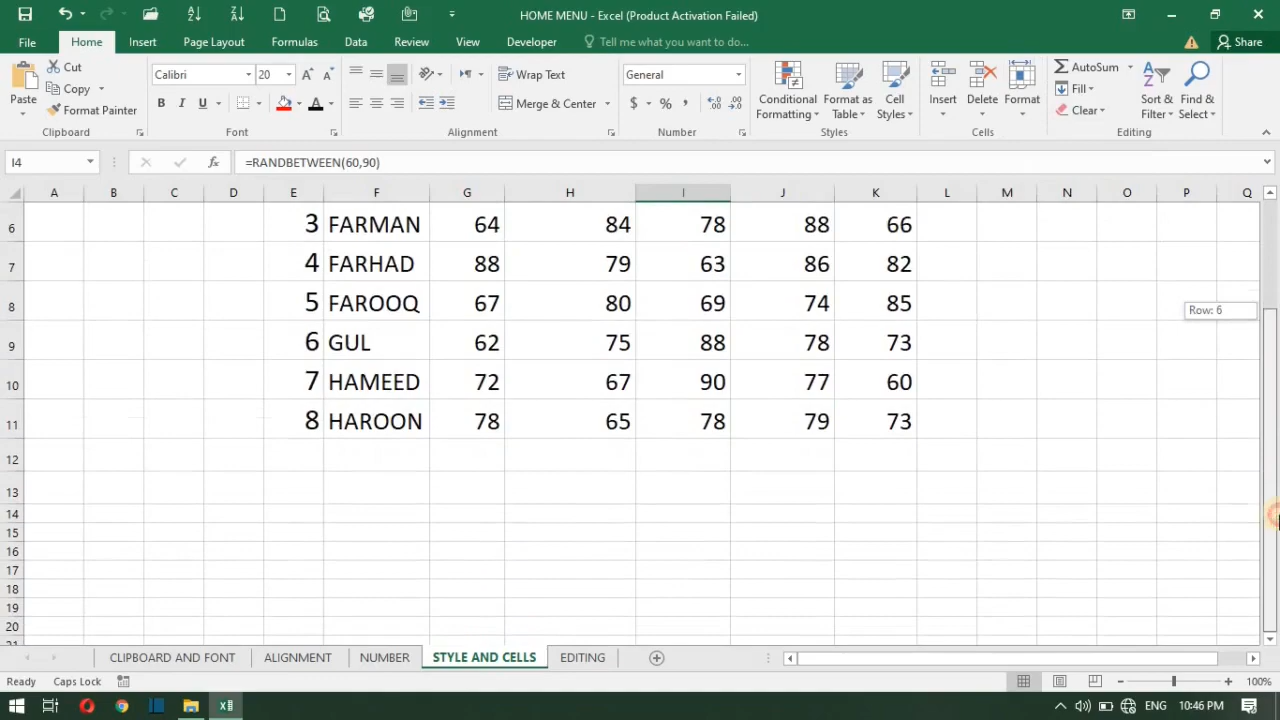 HOME MENU - Excel (Product Activation Failed)
File Home Insert Page Layout Formulas Data Review View Developer Tell me what you want to do... Share
Paste
Cut
Copy
Format Painter
Clipboard
Calibri 20
B I U
Font
Wrap Text
Merge & Center
Alignment
General
$ % ,
Number
Conditional Formatting
Format as Table
Cell Styles
Styles
Insert
Delete
Format
Cells
AutoSum
Fill
Clear
Sort & Filter
Find & Select
Editing
I4 fx =RANDBETWEEN(60,90)
A B C D E F G H I J K L M N O P Q
6 3 FARMAN 64 84 78 88 66
7 4 FARHAD 88 79 63 86 82
8 5 FAROOQ 67 80 69 74 85
Row: 6
9 6 GUL 62 75 88 78 73
10 7 HAMEED 72 67 90 77 60
11 8 HAROON 78 65 78 79 73
12
13
14
15
16
17
18
19
20
21
CLIPBOARD AND FONT ALIGNMENT NUMBER STYLE AND CELLS EDITING
Ready Caps Lock 100%
ENG 10:46 PM